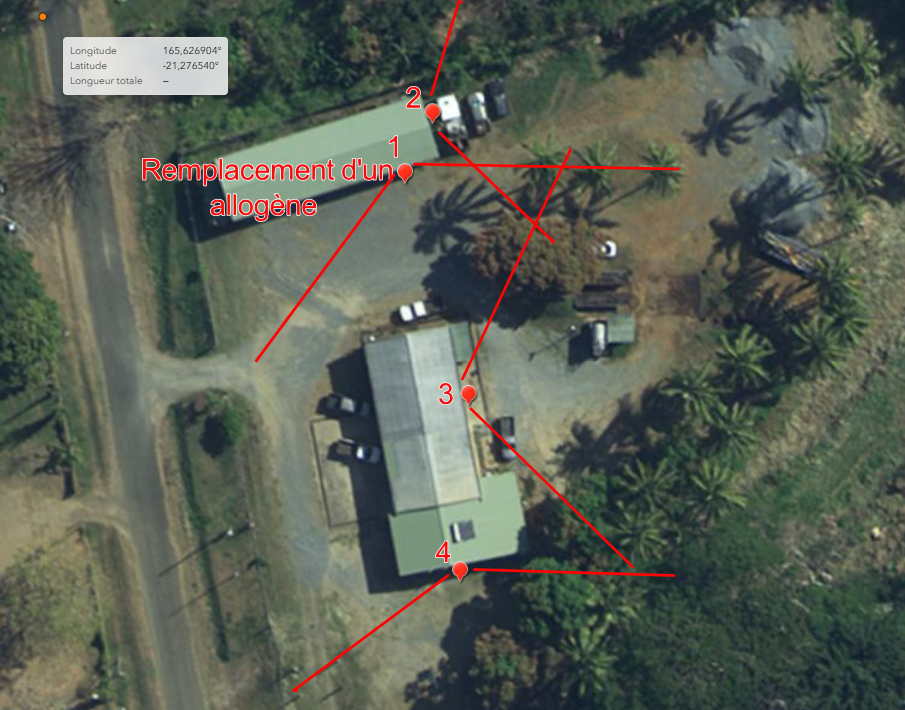 Longitude 165,626904°
Latitude -21,276540°
Longueur totale –
2
1
Remplacement d'un
allogène
3
4